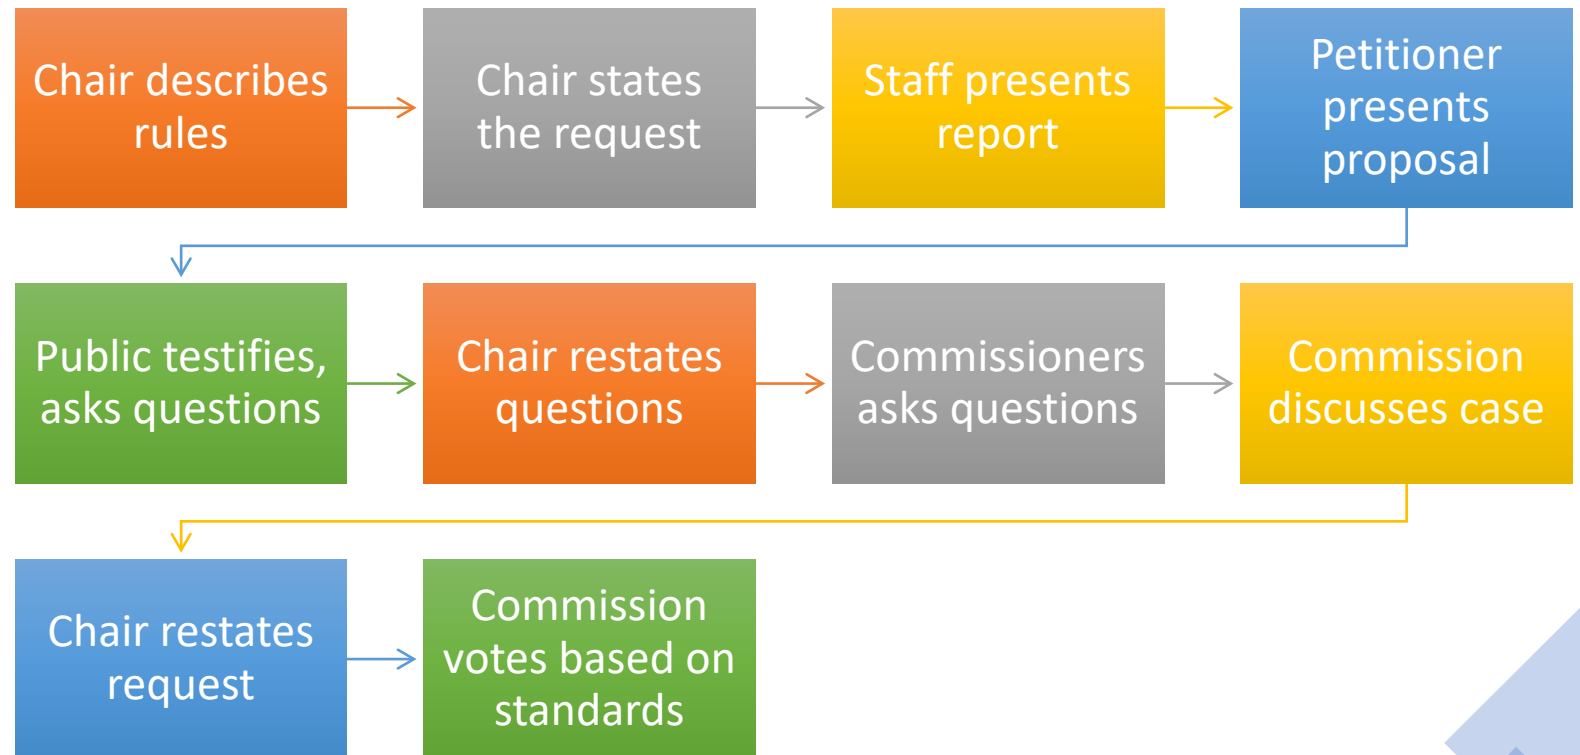 Chair describes
rules
Chair states
the request
Staff presents
report
Petitioner
presents
proposal
Public testifies,
asks questions
Chair restates
questions
Commissioners
asks questions
Commission
discusses case
Chair restates
request
Commission
votes based on
standards